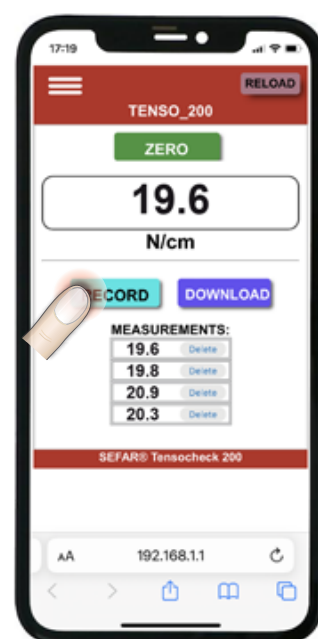 17:19
RELOAD
TENSO_200
ZERO
19.6
N/cm
RECORD DOWNLOAD
MEASUREMENTS:
19.6 Delete
19.8 Delete
20.9 Delete
20.3 Delete
SEFAR® Tensocheck 200
AA 192.168.1.1